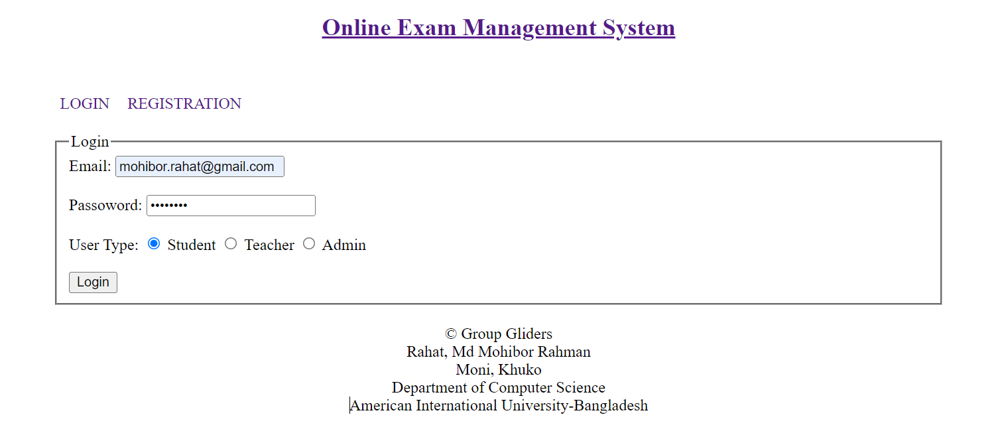 Online Exam Management System
LOGIN REGISTRATION
Login
Email: mohibor.rahat@gmail.com
Passoword: ••••••••
User Type: Student Teacher Admin
Login
© Group Gliders
Rahat, Md Mohibor Rahman
Moni, Khuko
Department of Computer Science
American International University-Bangladesh